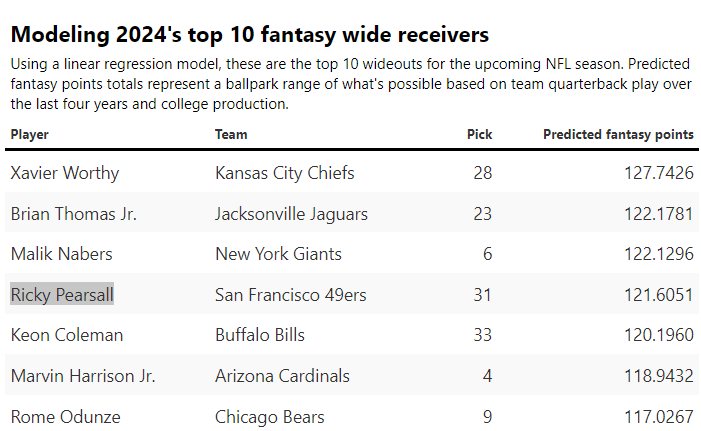 Modeling 2024's top 10 fantasy wide receivers
Using a linear regression model, these are the top 10 wideouts for the upcoming NFL season. Predicted
fantasy points totals represent a ballpark range of what's possible based on team quarterback play over
the last four years and college production.
Player Team Pick Predicted fantasy points
Xavier Worthy Kansas City Chiefs 28 127.7426
Brian Thomas Jr. Jacksonville Jaguars 23 122.1781
Malik Nabers New York Giants 6 122.1296
Ricky Pearsall San Francisco 49ers 31 121.6051
Keon Coleman Buffalo Bills 33 120.1960
Marvin Harrison Jr. Arizona Cardinals 4 118.9432
Rome Odunze Chicago Bears 9 117.0267